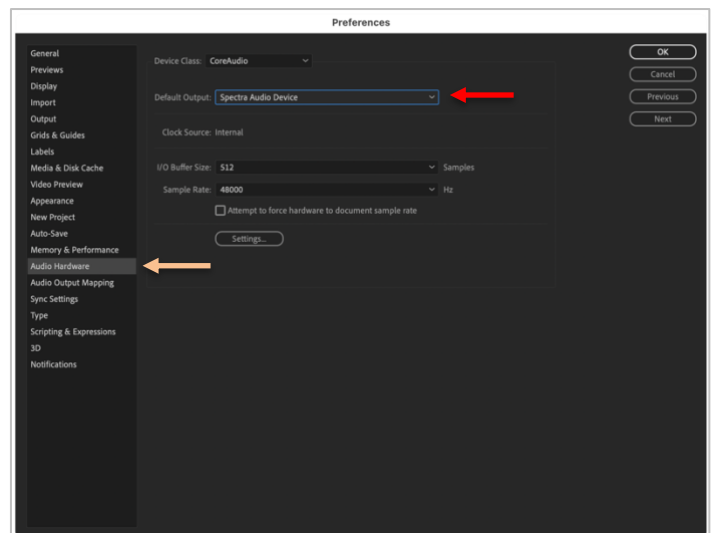 Preferences
General
Previews
Display
Import
Output
Grids & Guides
Labels
Media & Disk Cache
Video Preview
Appearance
New Project
Auto-Save
Memory & Performance
Audio Hardware
Audio Output Mapping
Sync Settings
Type
Scripting & Expressions
3D
Notifications
Device Class: CoreAudio
Default Output: Spectra Audio Device
Clock Source: Internal
I/O Buffer Size: 512 Samples
Sample Rate: 48000 Hz
Attempt to force hardware to document sample rate
Settings...
OK
Cancel
Previous
Next